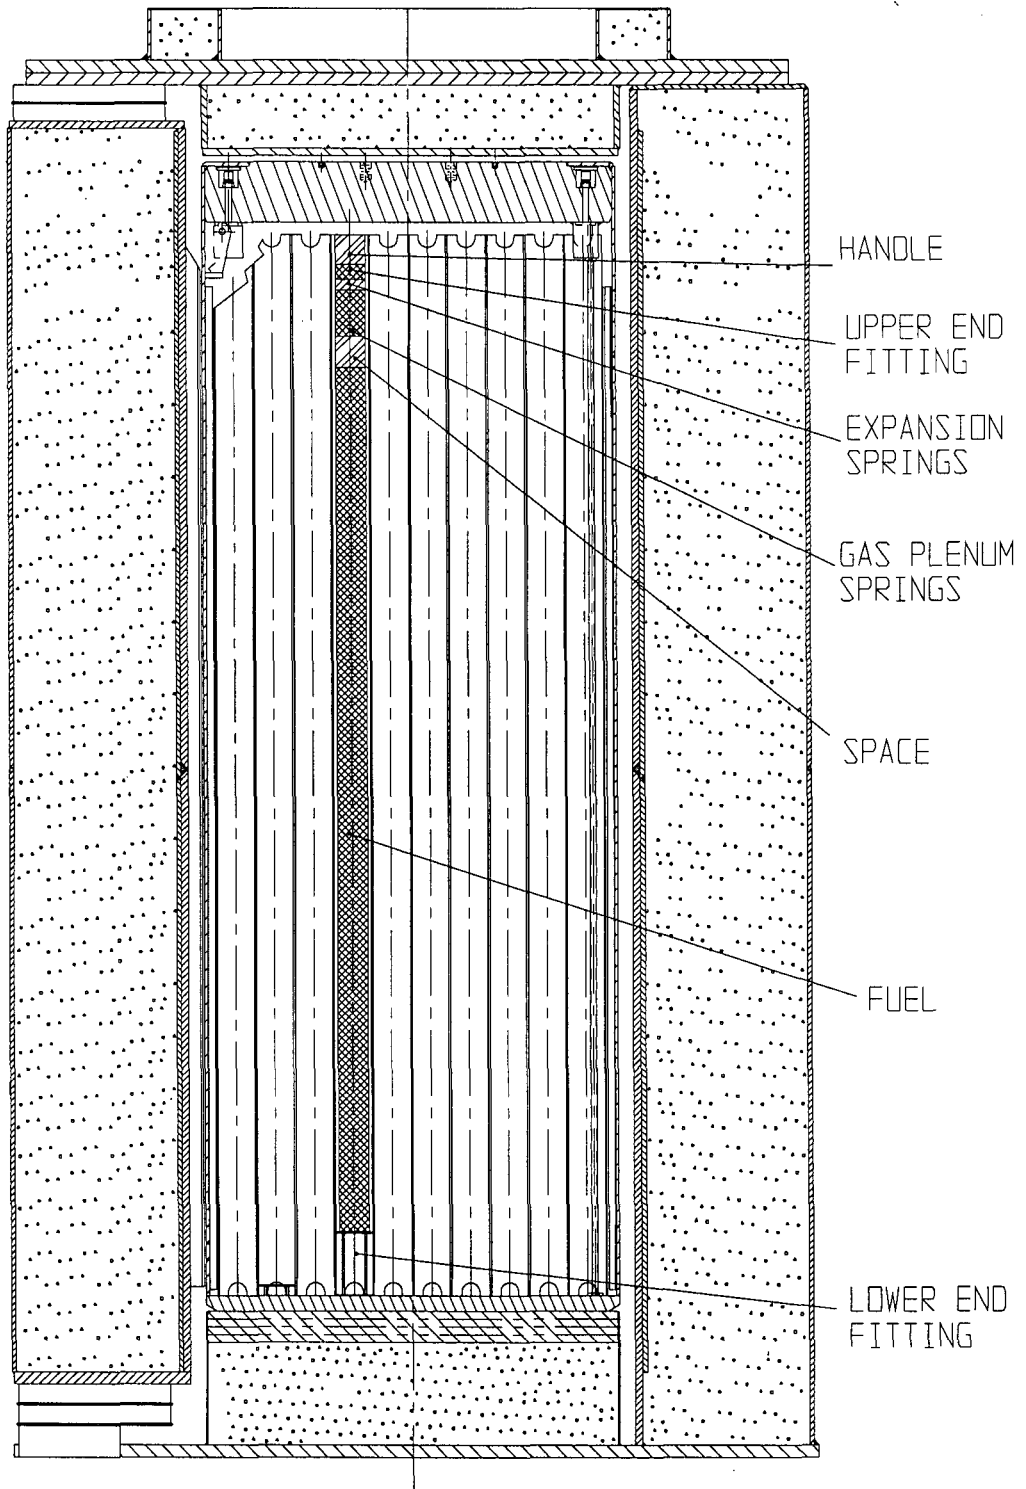 HANDLE
UPPER END
FITTING
EXPANSION
SPRINGS
GAS PLENUM
SPRINGS
SPACE
FUEL
LOWER END
FITTING